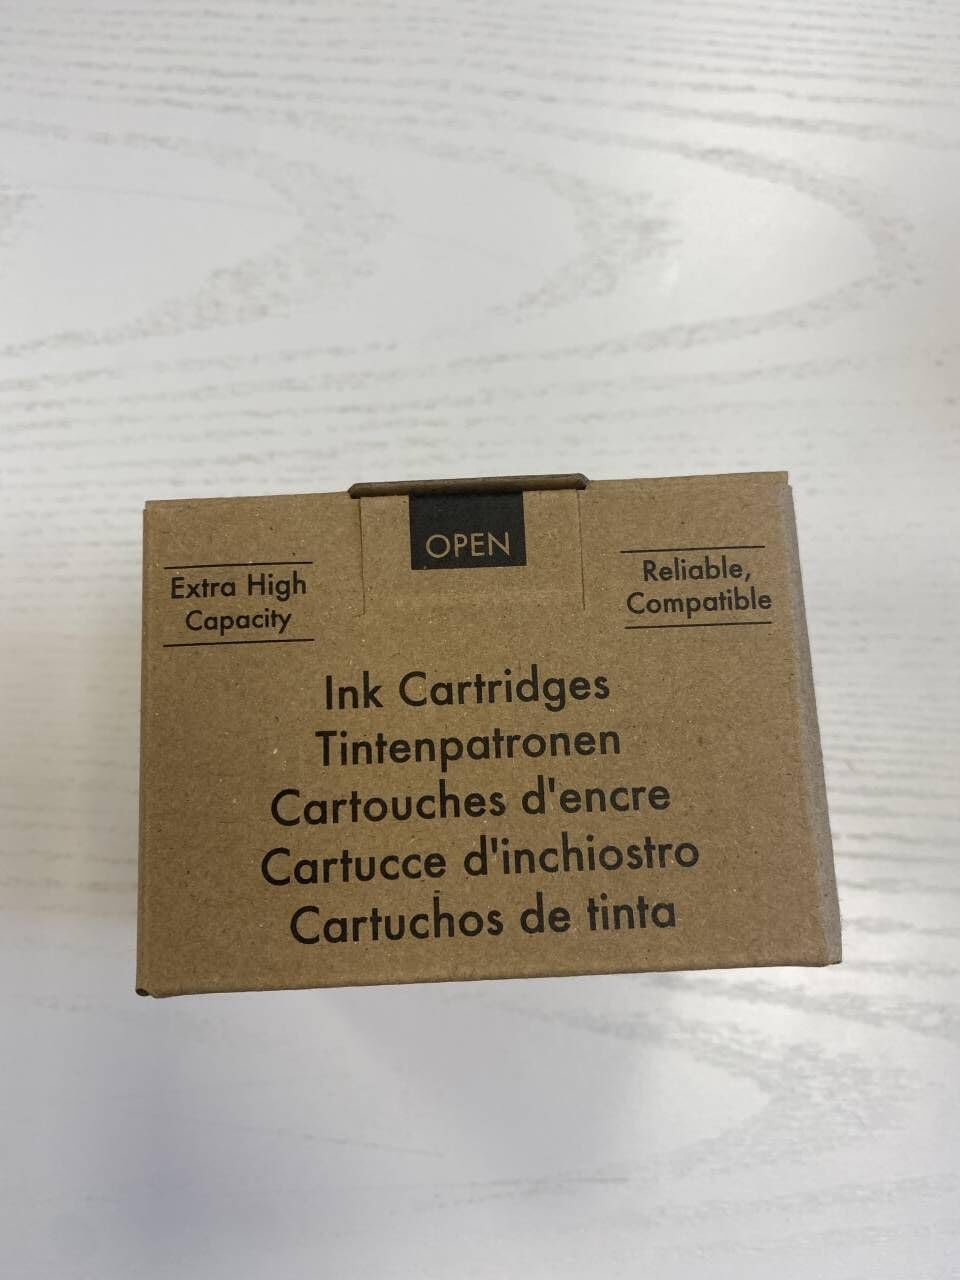 OPEN
Extra High
Capacity
Reliable,
Compatible
Ink Cartridges
Tintenpatronen
Cartouches d'encre
Cartucce d'inchiostro
Cartuchos de tinta